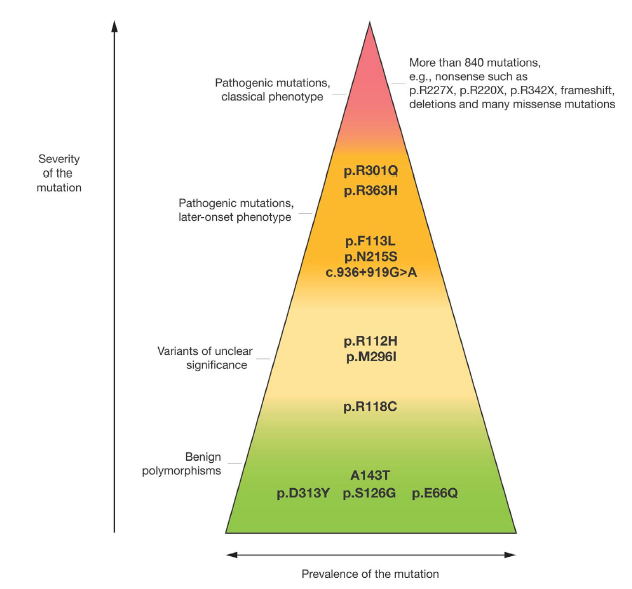 More than 840 mutations,
e.g., nonsense such as
p.R227X, p.R220X, p.R342X, frameshift,
deletions and many missense mutations
Pathogenic mutations,
classical phenotype
Severity
of the
mutation
p.R301Q
p.R363H
Pathogenic mutations,
later-onset phenotype
p.F113L
p.N215S
c.936+919G>A
p.R112H
p.M296I
Variants of unclear
significance
p.R118C
Benign
polymorphisms
A143T
p.D313Y p.S126G p.E66Q
Prevalence of the mutation